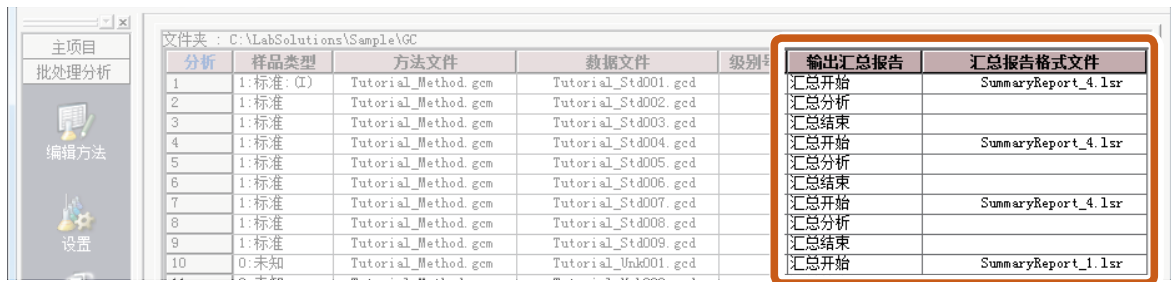 主项目
批处理分析
编辑方法
设置
文件夹 : C:\LabSolutions\Sample\GC
分析 样品类型 方法文件 数据文件 级别号 输出汇总报告 汇总报告格式文件
1 1:标准:(I) Tutorial_Method.gcm Tutorial_Std001.gcd 汇总开始 SummaryReport_4.lsr
2 1:标准 Tutorial_Method.gcm Tutorial_Std002.gcd 汇总分析
3 1:标准 Tutorial_Method.gcm Tutorial_Std003.gcd 汇总结束
4 1:标准 Tutorial_Method.gcm Tutorial_Std004.gcd 汇总开始 SummaryReport_4.lsr
5 1:标准 Tutorial_Method.gcm Tutorial_Std005.gcd 汇总分析
6 1:标准 Tutorial_Method.gcm Tutorial_Std006.gcd 汇总结束
7 1:标准 Tutorial_Method.gcm Tutorial_Std007.gcd 汇总开始 SummaryReport_4.lsr
8 1:标准 Tutorial_Method.gcm Tutorial_Std008.gcd 汇总分析
9 1:标准 Tutorial_Method.gcm Tutorial_Std009.gcd 汇总结束
10 0:未知 Tutorial_Method.gcm Tutorial_Unk001.gcd 汇总开始 SummaryReport_1.lsr